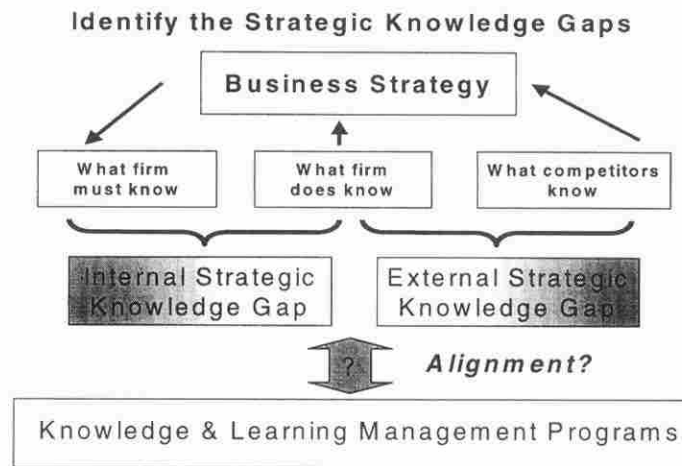 Identify the Strategic Knowledge Gaps
Business Strategy
What firm
must know
What firm
does know
What competitors
know
Internal Strategic
Knowledge Gap
External Strategic
Knowledge Gap
?
Alignment?
Knowledge & Learning Management Programs